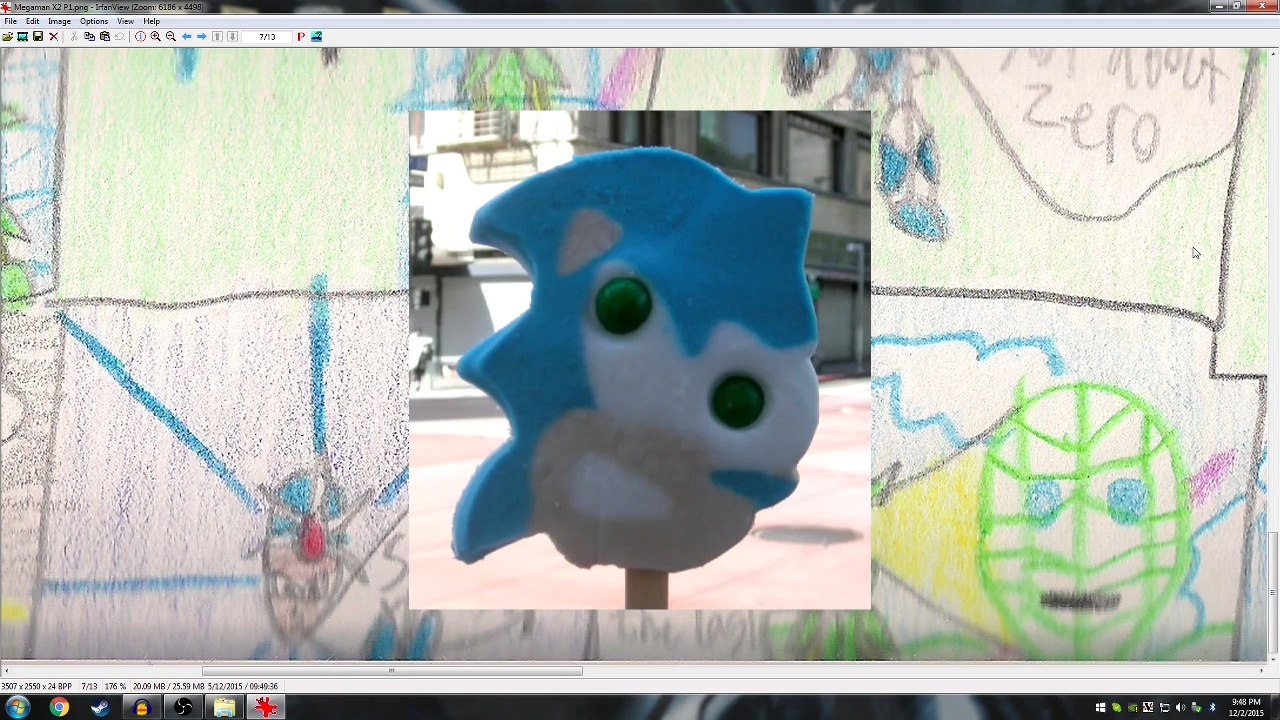 Megaman X2 P1.png - IrfanView (Zoom: 6186 x 4498)
File Edit Image Options View Help
7/13
about
zero
the
3507 x 2550 x 24 BPP 7/13 176 % 20.09 MB / 25.59 MB 5/12/2015 / 09:49:36
9:48 PM
12/2/2015